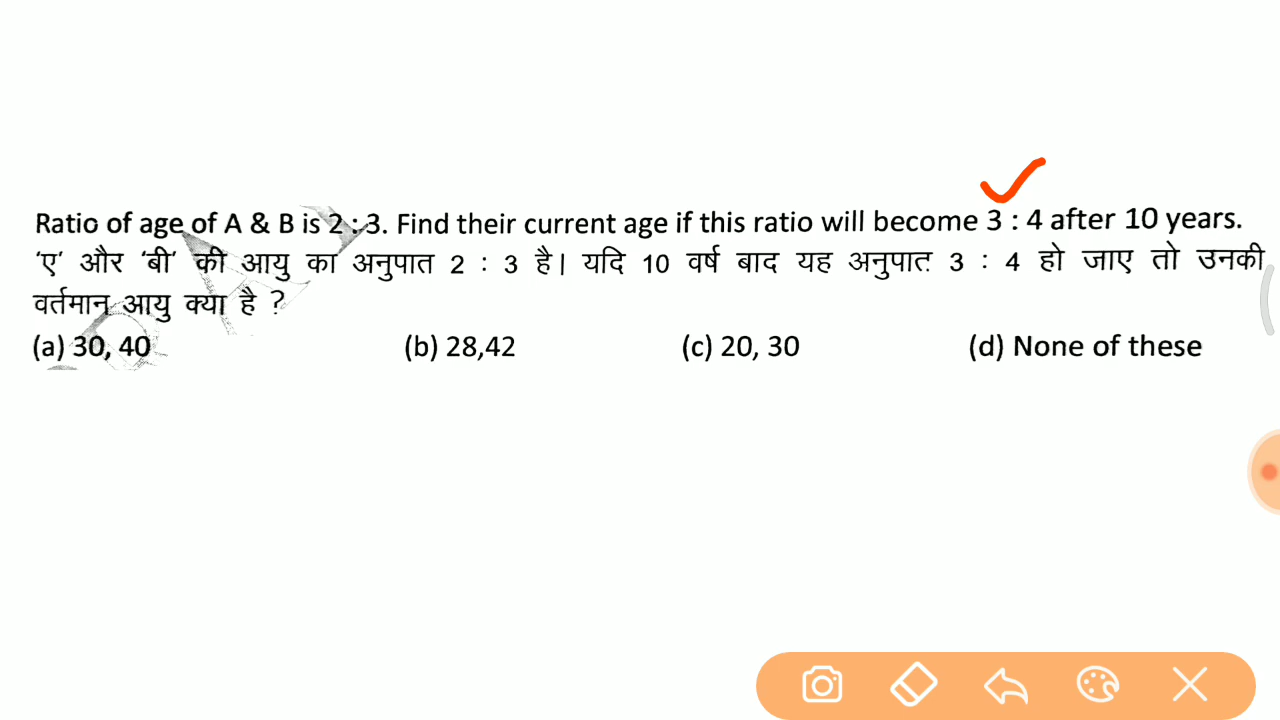 Ratio of age of A & B is 2 : 3. Find their current age if this ratio will become 3 : 4 after 10 years.
'ए' और 'बी' की आयु का अनुपात 2 : 3 है। यदि 10 वर्ष बाद यह अनुपात 3 : 4 हो जाए तो उनकी
वर्तमान आयु क्या है ?
(a) 30, 40 (b) 28,42 (c) 20, 30 (d) None of these